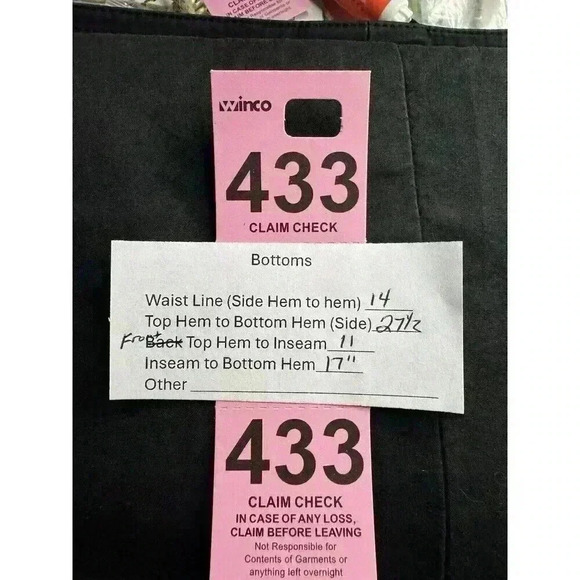 CLAIM CHECK
winco
433
CLAIM CHECK
Bottoms
Waist Line (Side Hem to hem) 14
Top Hem to Bottom Hem (Side) 27 1/2
Front Back Top Hem to Inseam 11
Inseam to Bottom Hem 17"
Other
433
CLAIM CHECK
IN CASE OF ANY LOSS,
CLAIM BEFORE LEAVING
Not Responsible for
Contents of Garments or
anything left overnight